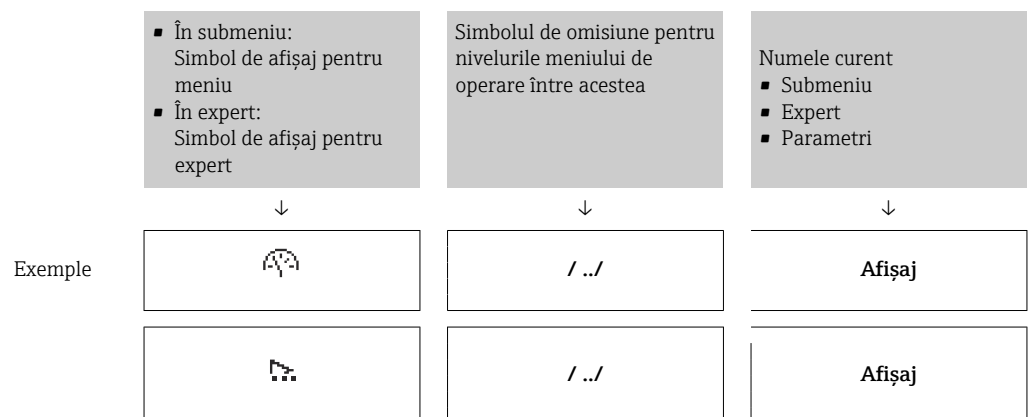 ▪ În submeniu:
Simbol de afișaj pentru
meniu
▪ În expert:
Simbol de afișaj pentru
expert
Simbolul de omisiune pentru
nivelurile meniului de
operare între acestea
Numele curent
▪ Submeniu
▪ Expert
▪ Parametri
↓ ↓ ↓
Exemple / ../ Afișaj
/ ../ Afișaj